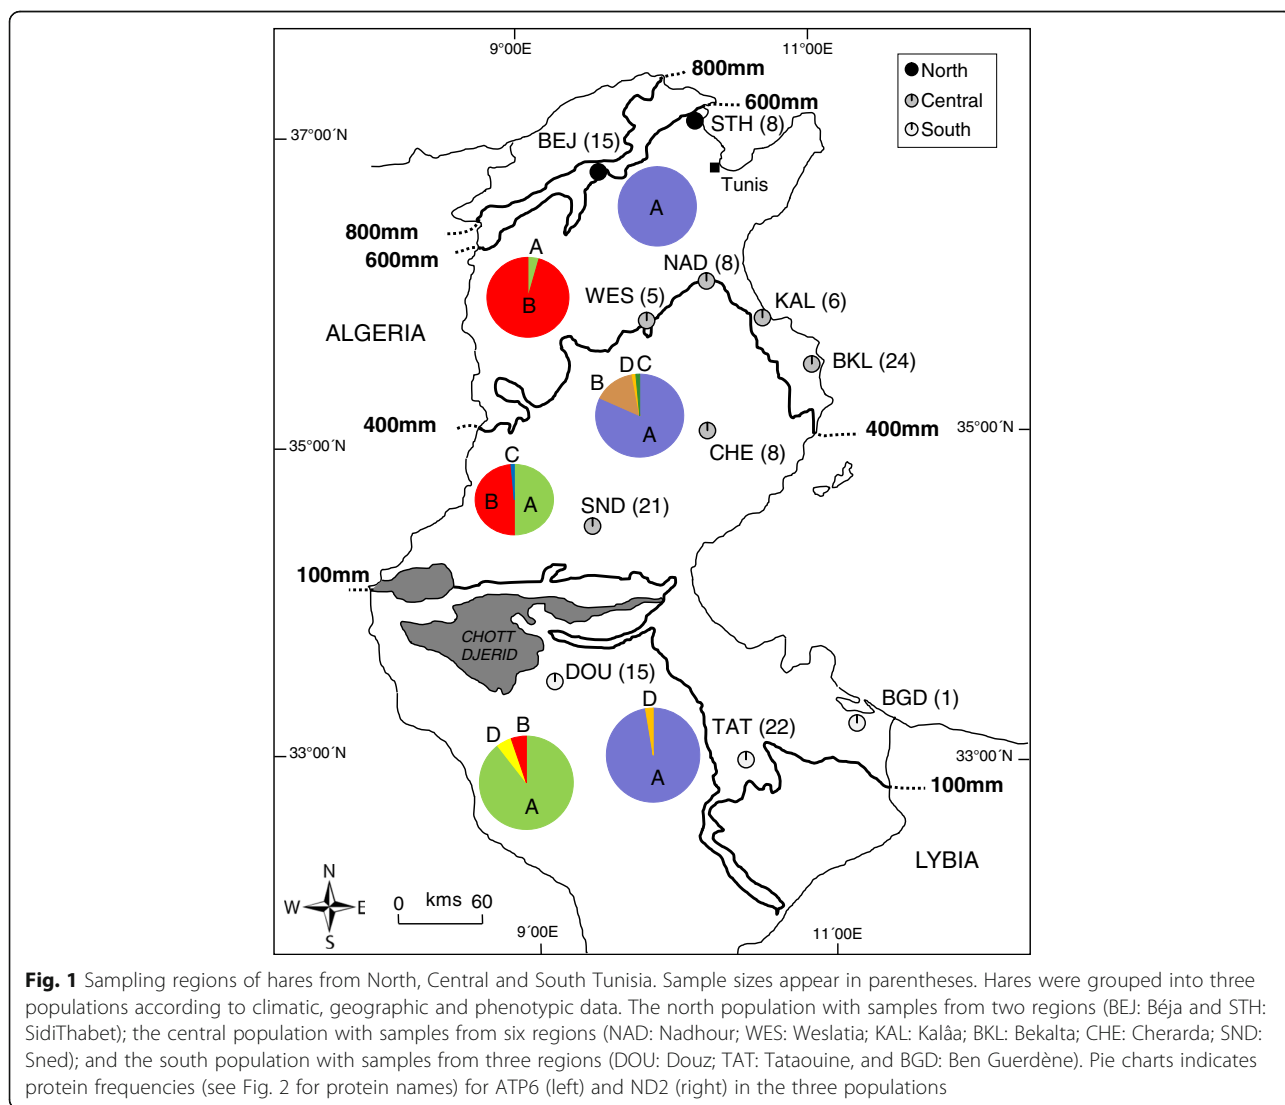 9°00´E
11°00´E
800mm
North
Central
South
600mm
STH (8)
37°00´N
BEJ (15)
Tunis
A
800mm
600mm
A
B
NAD (8)
WES (5)
KAL (6)
ALGERIA
BKL (24)
D C
B
A
400mm
400mm
35°00´N
35°00´N
CHE (8)
C
B
A
SND (21)
100mm
CHOTT
DJERID
DOU (15)
BGD (1)
D
TAT (22)
D
B
33°00´N
33°00´N
A
A
100mm
LYBIA
N
W
E
S
0 kms 60
9´00E
11´00E
Fig. 1 Sampling regions of hares from North, Central and South Tunisia. Sample sizes appear in parentheses. Hares were grouped into three
populations according to climatic, geographic and phenotypic data. The north population with samples from two regions (BEJ: Béja and STH:
SidiThabet); the central population with samples from six regions (NAD: Nadhour; WES: Weslatia; KAL: Kalâa; BKL: Bekalta; CHE: Cherarda; SND:
Sned); and the south population with samples from three regions (DOU: Douz; TAT: Tataouine, and BGD: Ben Guerdène). Pie charts indicates
protein frequencies (see Fig. 2 for protein names) for ATP6 (left) and ND2 (right) in the three populations